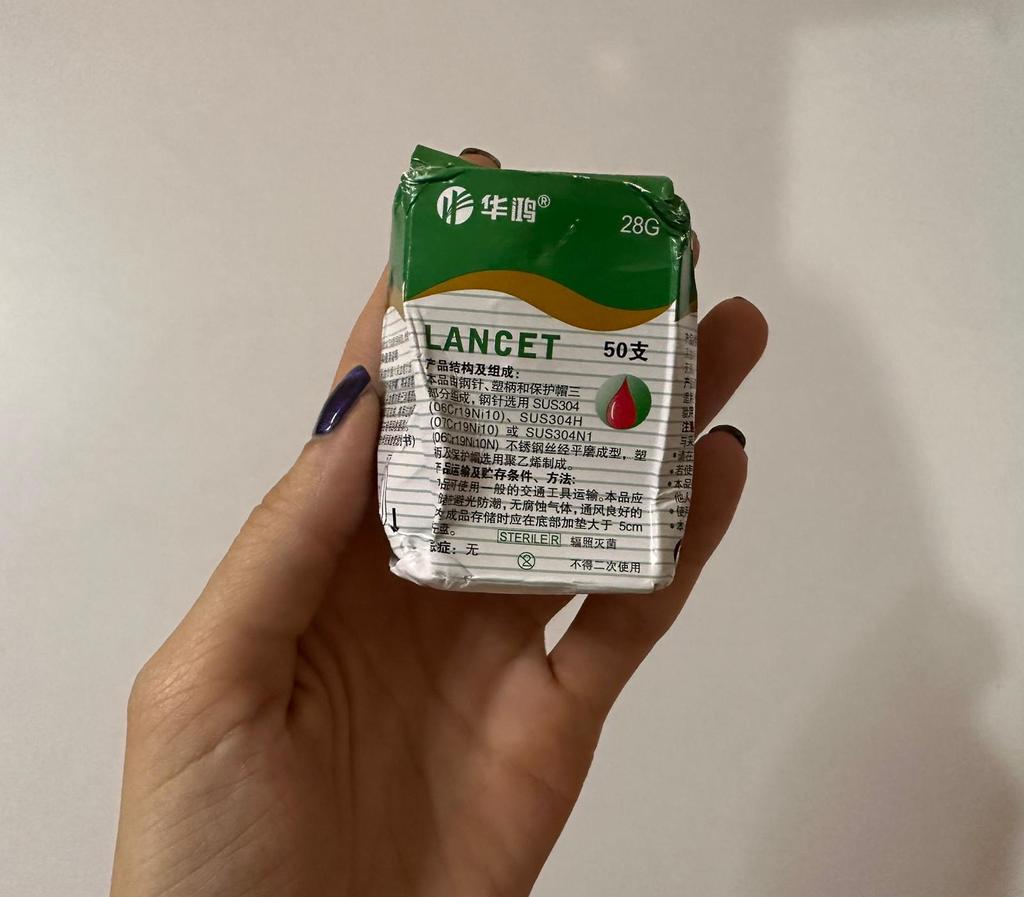 华鸿®
28G
LANCET 50支
产品结构及组成：
本品由钢针、塑柄和保护帽三
部分组成，钢针选用 SUS304
(06Cr19Ni10)、SUS304H
(07Cr19Ni10) 或 SUS304N1
(06Cr19Ni10N) 不锈钢丝经平磨成型，塑
柄及保护帽选用聚乙烯制成。
产品运输及贮存条件、方法：
可使用一般的交通工具运输。本品应
避光防潮，无腐蚀气体，通风良好的
成品存储时应在底部加垫大于 5cm
STERILE R 辐照灭菌
症：无
2
不得二次使用